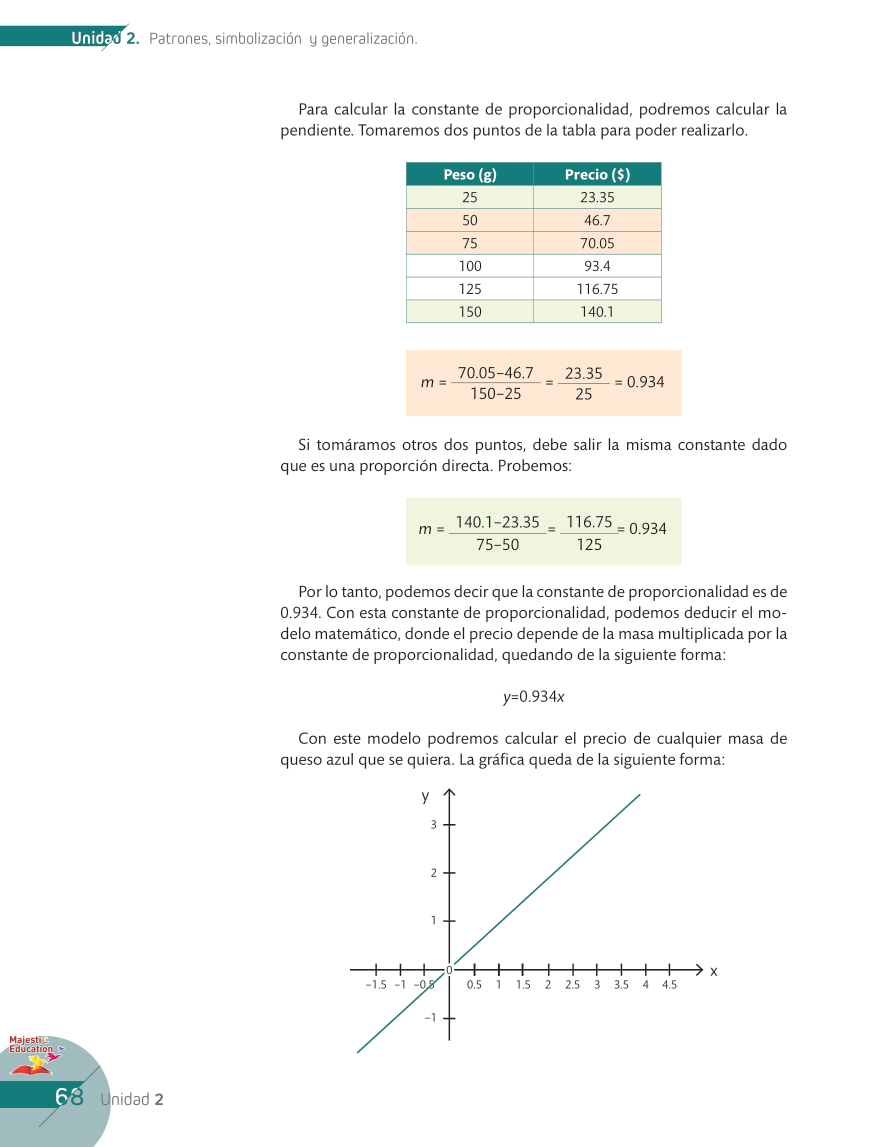 Unidad 2. Patrones, simbolización y generalización.
Para calcular la constante de proporcionalidad, podremos calcular la
pendiente. Tomaremos dos puntos de la tabla para poder realizarlo.
Peso (g) Precio ($)
25 23.35
50 46.7
75 70.05
100 93.4
125 116.75
150 140.1
m = 70.05–46.7 / 150–25 = 23.35 / 25 = 0.934
Si tomáramos otros dos puntos, debe salir la misma constante dado
que es una proporción directa. Probemos:
m = 140.1–23.35 / 75–50 = 116.75 / 125 = 0.934
Por lo tanto, podemos decir que la constante de proporcionalidad es de
0.934. Con esta constante de proporcionalidad, podemos deducir el mo-
delo matemático, donde el precio depende de la masa multiplicada por la
constante de proporcionalidad, quedando de la siguiente forma:
y=0.934x
Con este modelo podremos calcular el precio de cualquier masa de
queso azul que se quiera. La gráfica queda de la siguiente forma:
y
3
2
1
0
x
–1.5 –1 –0.5 0.5 1 1.5 2 2.5 3 3.5 4 4.5
–1
Majestic
Education
68 Unidad 2